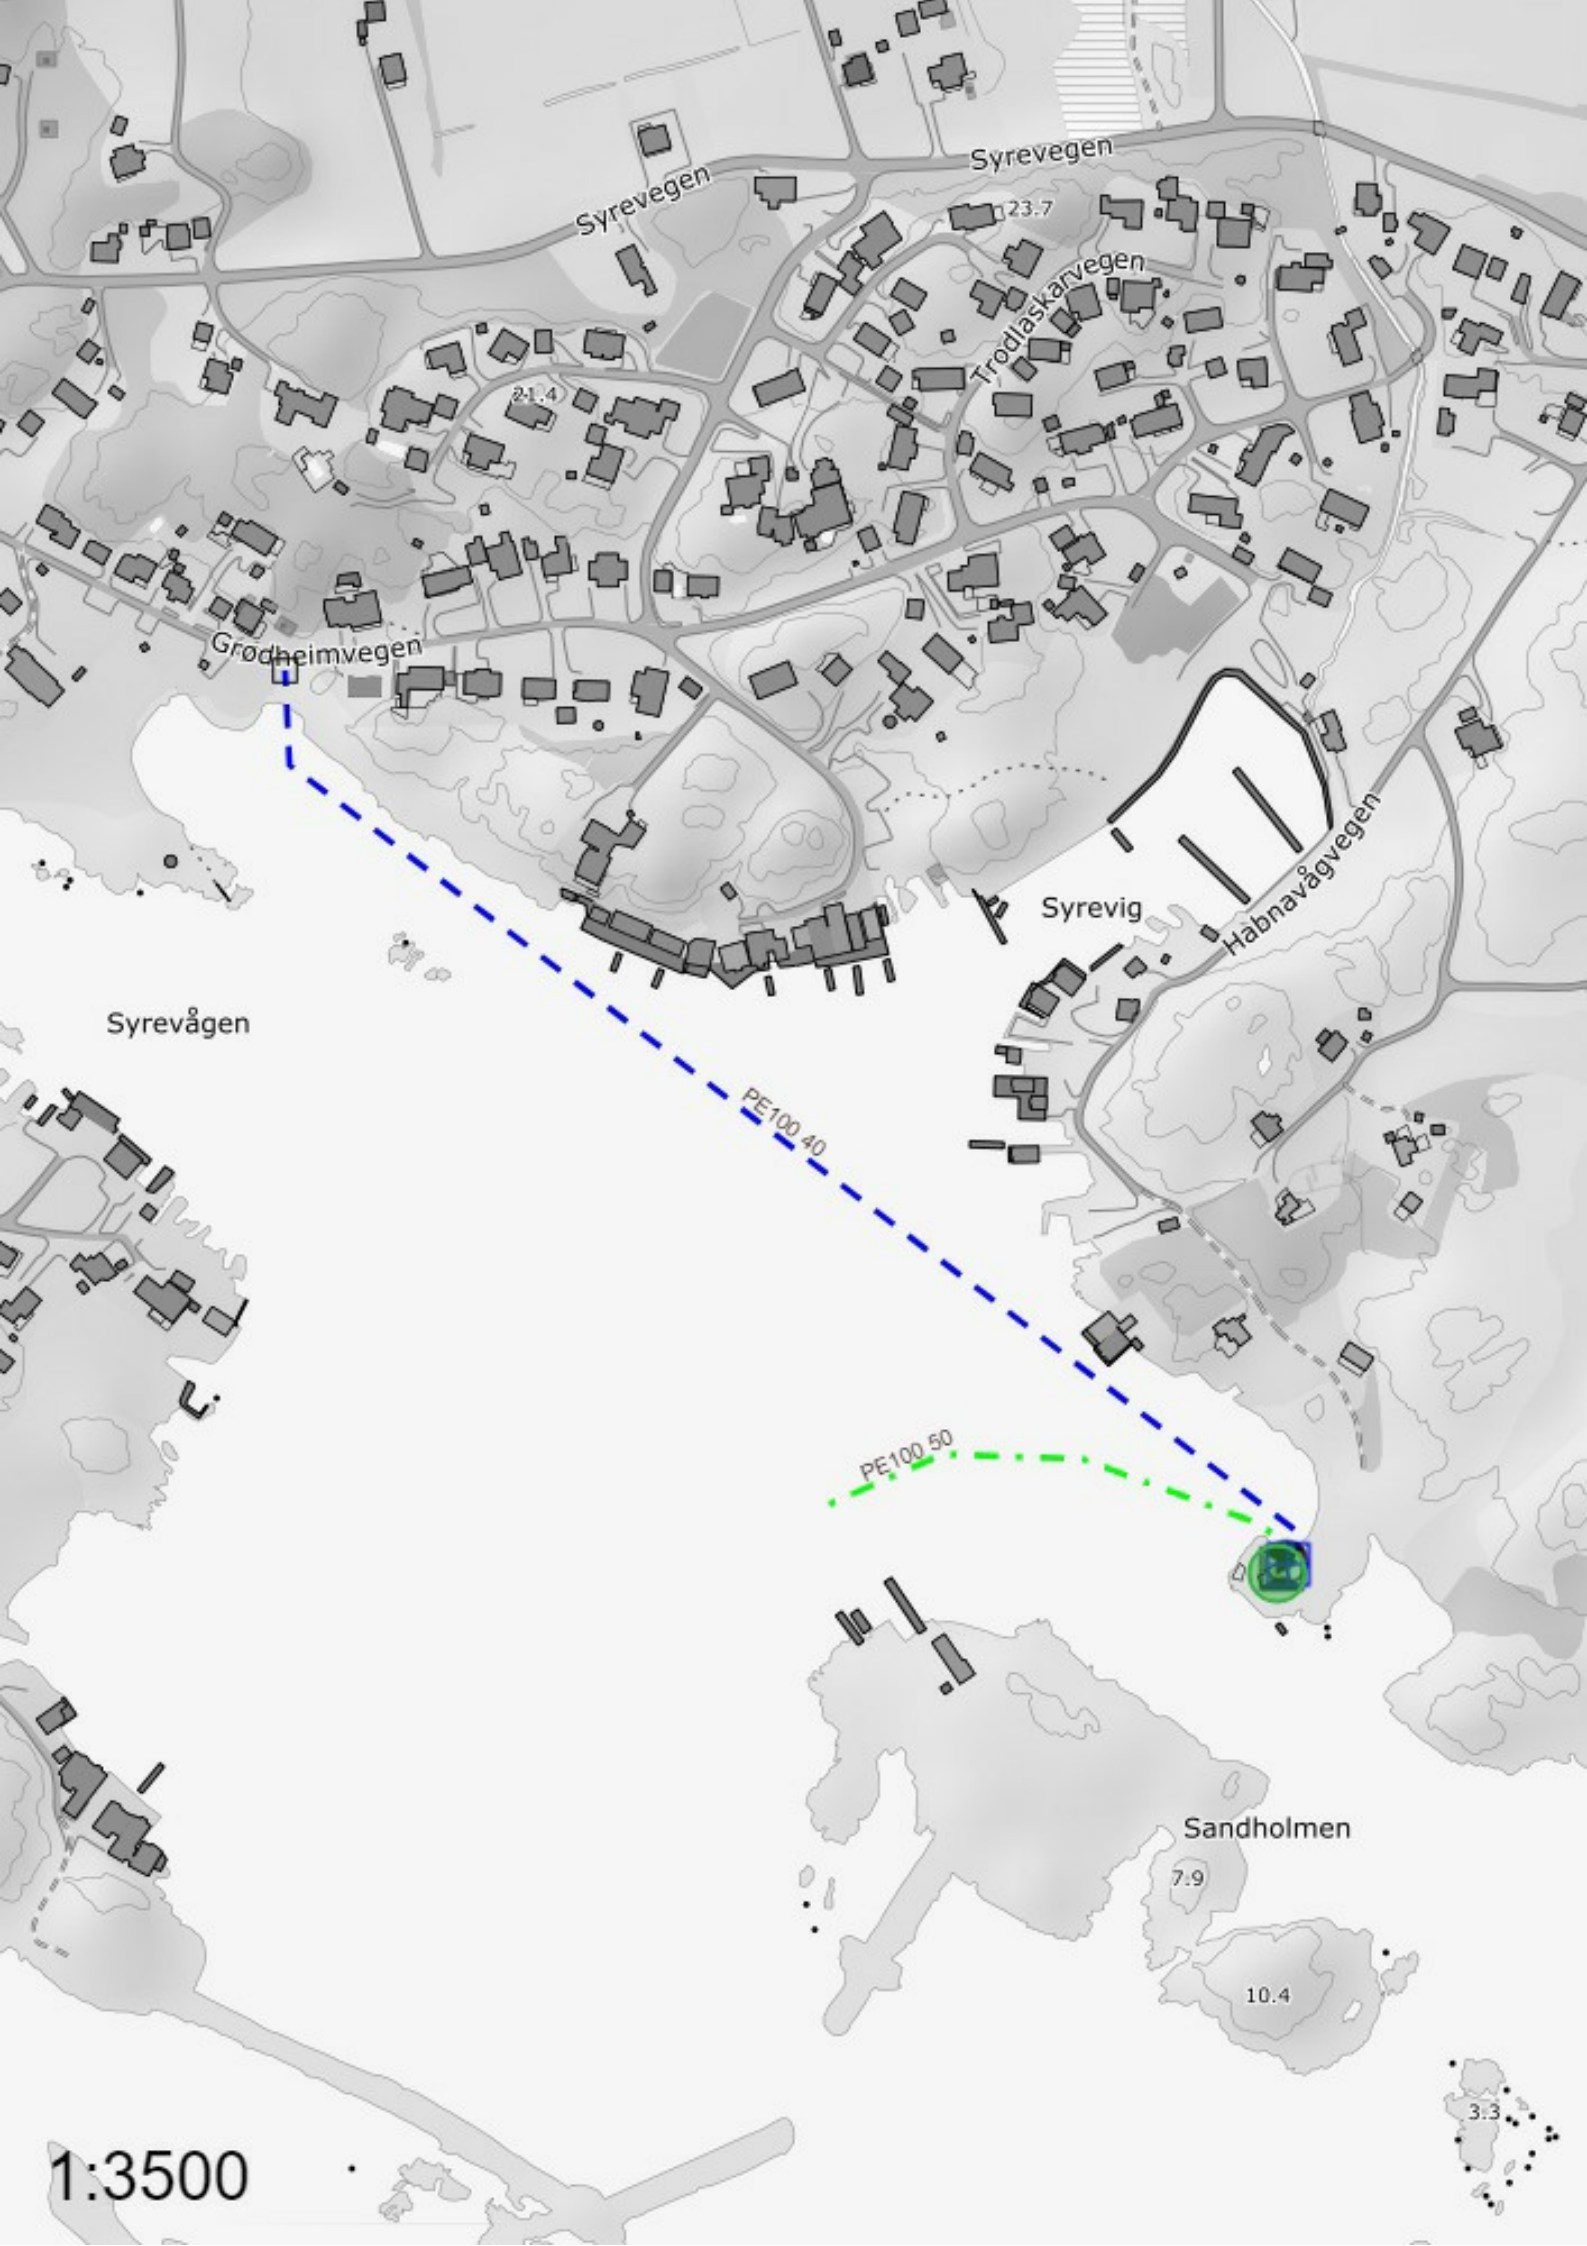 Syrevegen
Syrevegen
23.7
Trodlaskarvegen
21.4
Grødheimvegen
Syrevig
Håbnavågvegen
Syrevågen
PE100 40
PE100 50
Sandholmen
7.9
10.4
3.3
1:3500